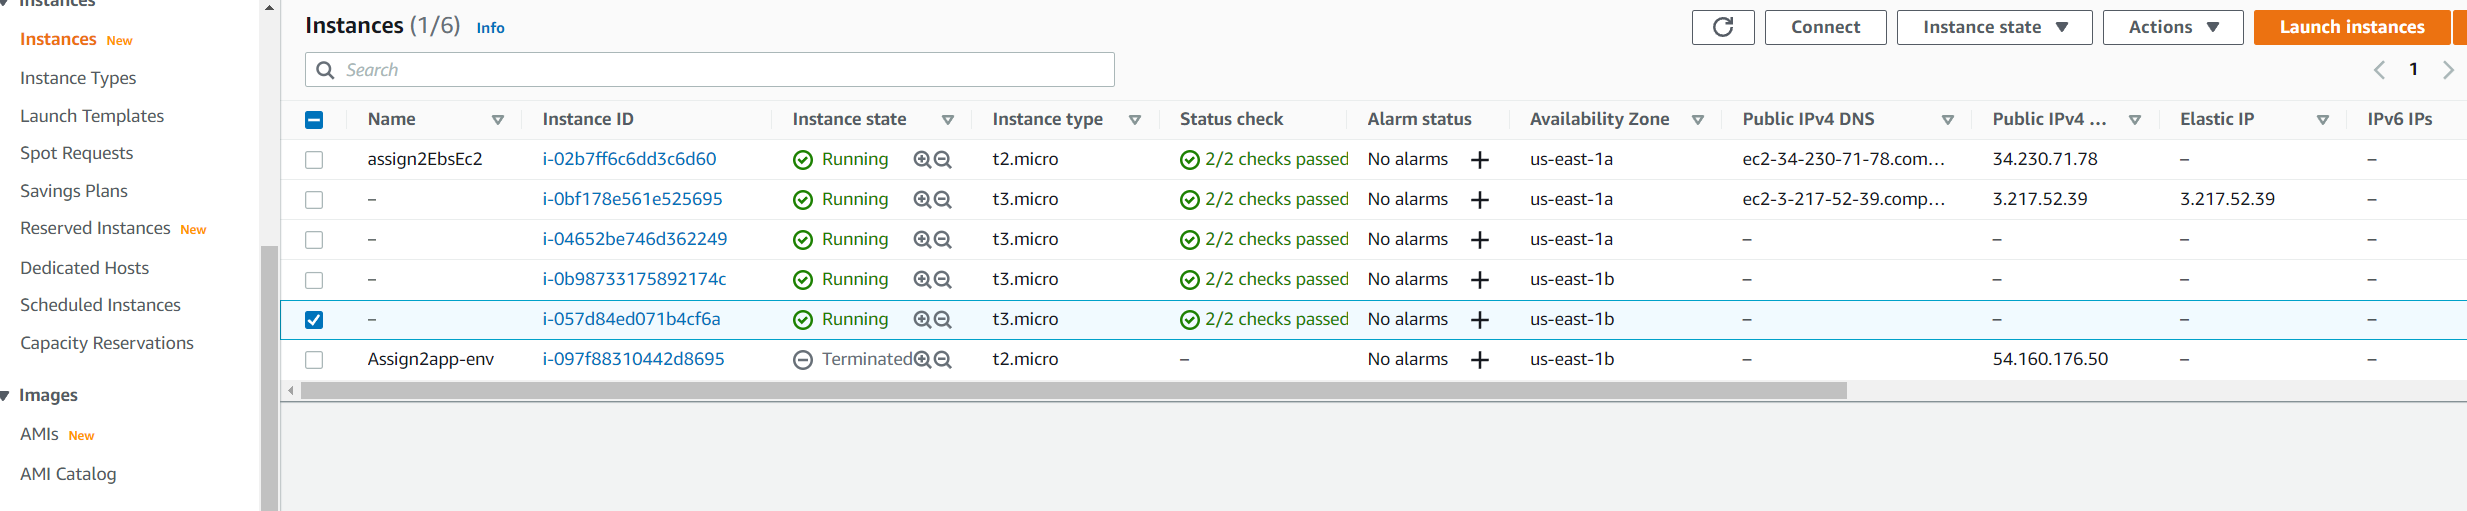 Instances
Instances New
Instance Types
Launch Templates
Spot Requests
Savings Plans
Reserved Instances New
Dedicated Hosts
Scheduled Instances
Capacity Reservations
Images
AMIs New
AMI Catalog
Instances (1/6) Info
Connect
Instance state
Actions
Launch instances
Search
1
Name Instance ID Instance state Instance type Status check Alarm status Availability Zone Public IPv4 DNS Public IPv4 ... Elastic IP IPv6 IPs
assign2EbsEc2 i-02b7ff6c6dd3c6d60 Running t2.micro 2/2 checks passed No alarms + us-east-1a ec2-34-230-71-78.com... 34.230.71.78 – –
– i-0bf178e561e525695 Running t3.micro 2/2 checks passed No alarms + us-east-1a ec2-3-217-52-39.comp... 3.217.52.39 3.217.52.39 –
– i-04652be746d362249 Running t3.micro 2/2 checks passed No alarms + us-east-1a – – – –
– i-0b98733175892174c Running t3.micro 2/2 checks passed No alarms + us-east-1b – – – –
– i-057d84ed071b4cf6a Running t3.micro 2/2 checks passed No alarms + us-east-1b – – – –
Assign2app-env i-097f88310442d8695 Terminated t2.micro – No alarms + us-east-1b – 54.160.176.50 – –